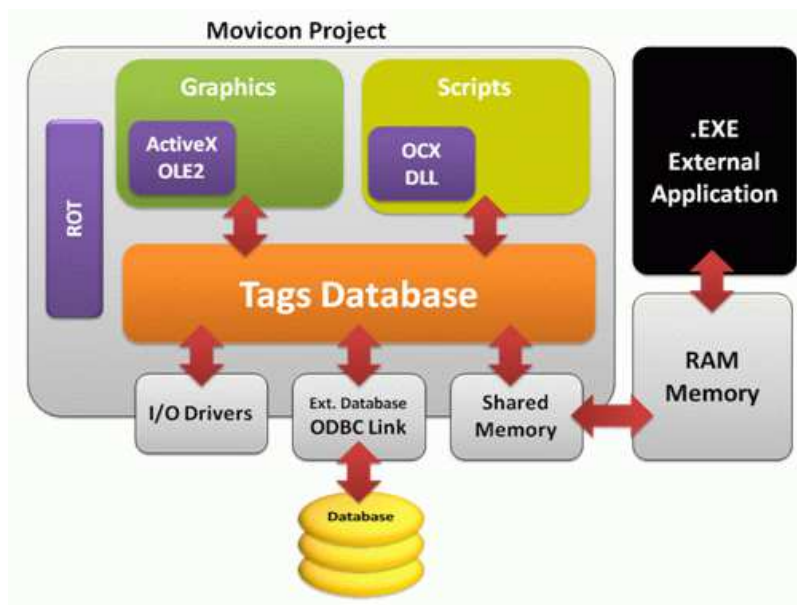 Movicon Project
Graphics
ActiveX
OLE2
Scripts
OCX
DLL
ROT
.EXE
External
Application
Tags Database
RAM
Memory
I/O Drivers
Ext. Database
ODBC Link
Shared
Memory
Database